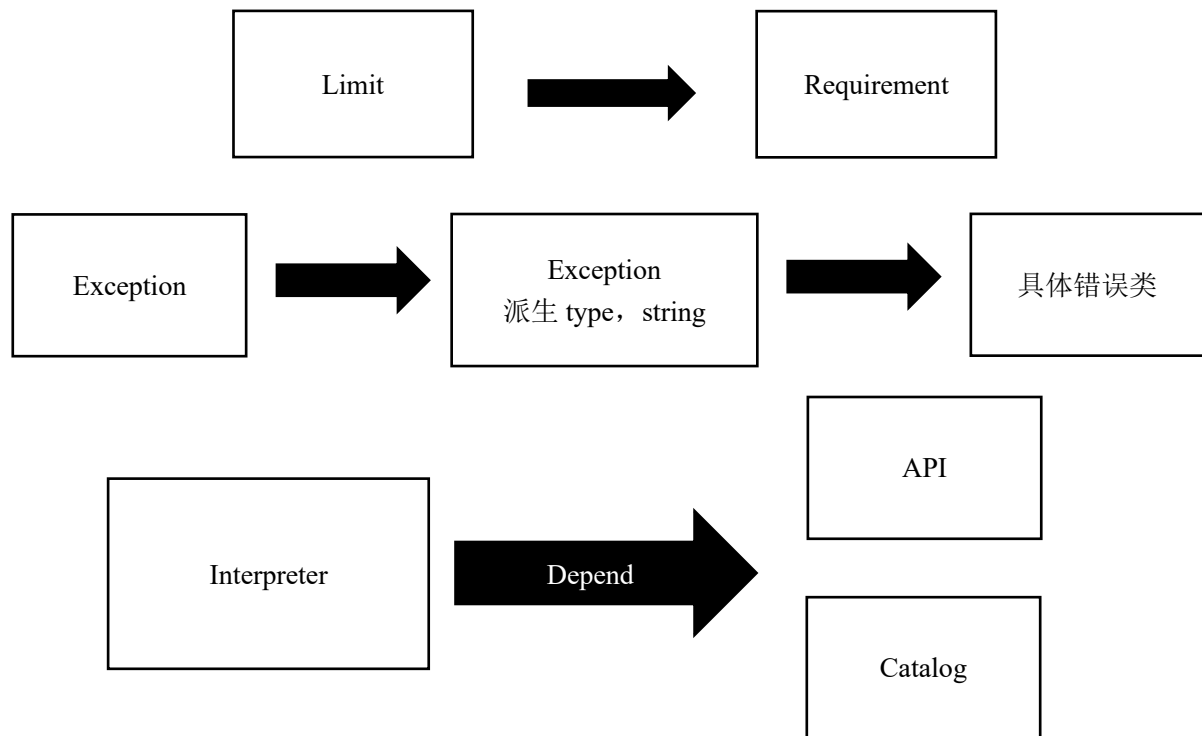 Limit
Requirement
Exception
Exception
派生 type，string
具体错误类
API
Interpreter
Depend
Catalog